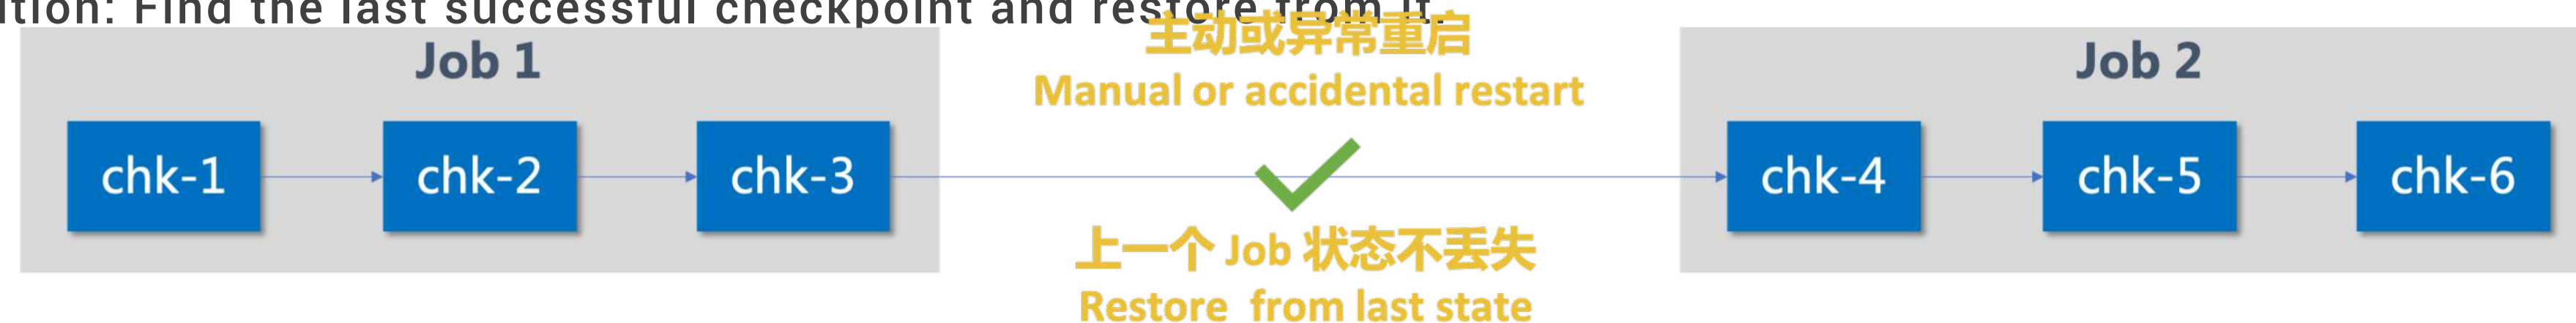 ition: Find the last successful checkpoint and restore from it.
主动或异常重启
Manual or accidental restart
Job 1
Job 2
chk-1
chk-2
chk-3
chk-4
chk-5
chk-6
上一个 Job 状态不丢失
Restore from last state